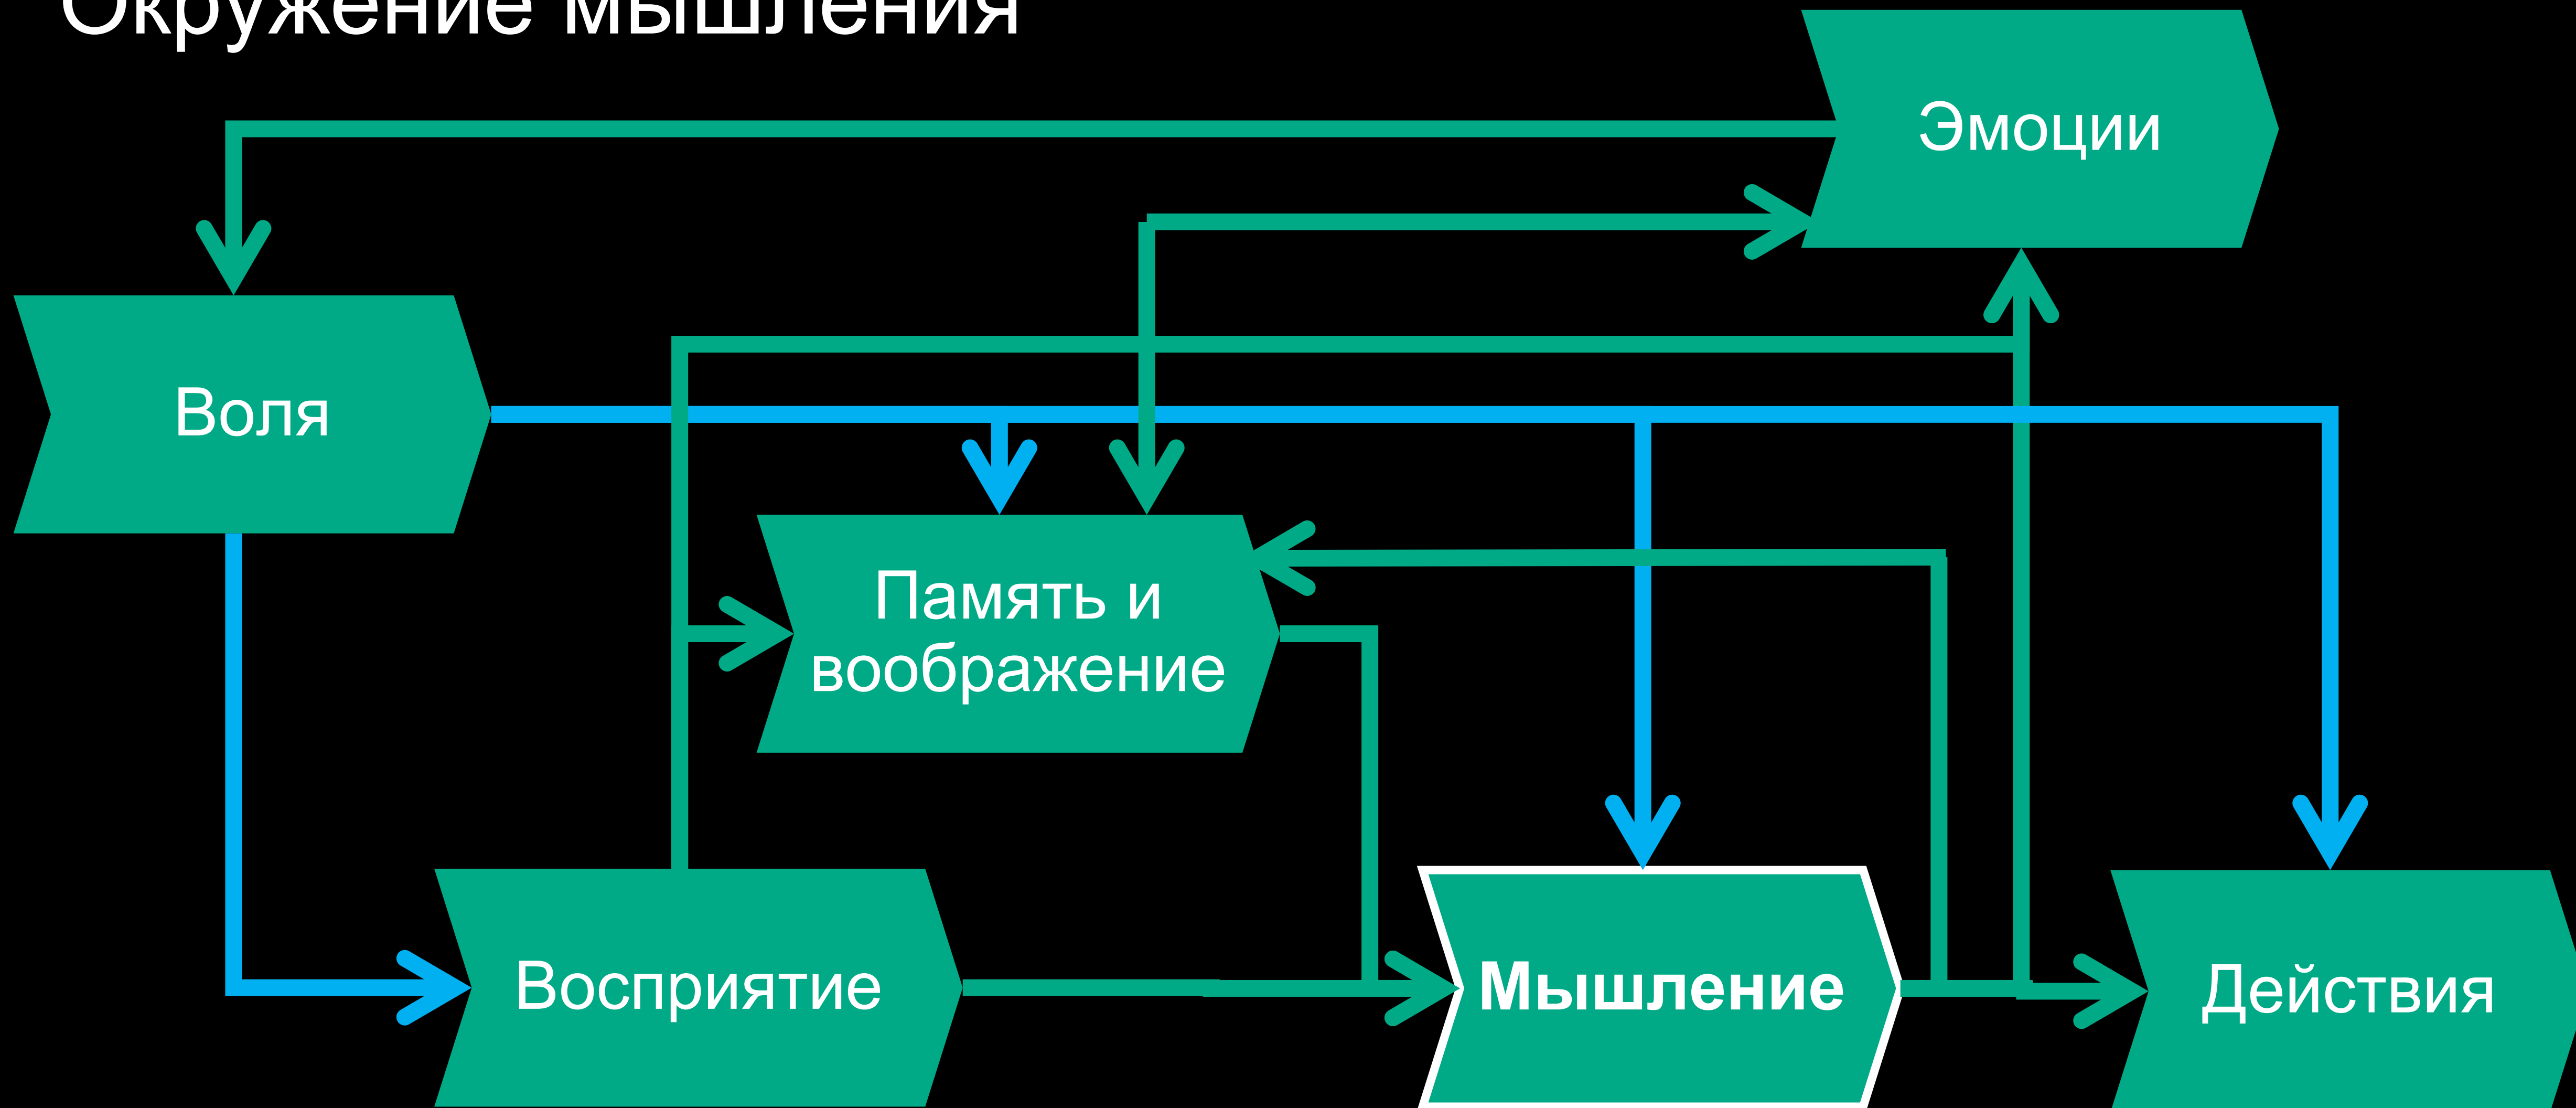 Окружение мышления
Эмоции
Воля
Память и
воображение
Восприятие
Мышление
Действия